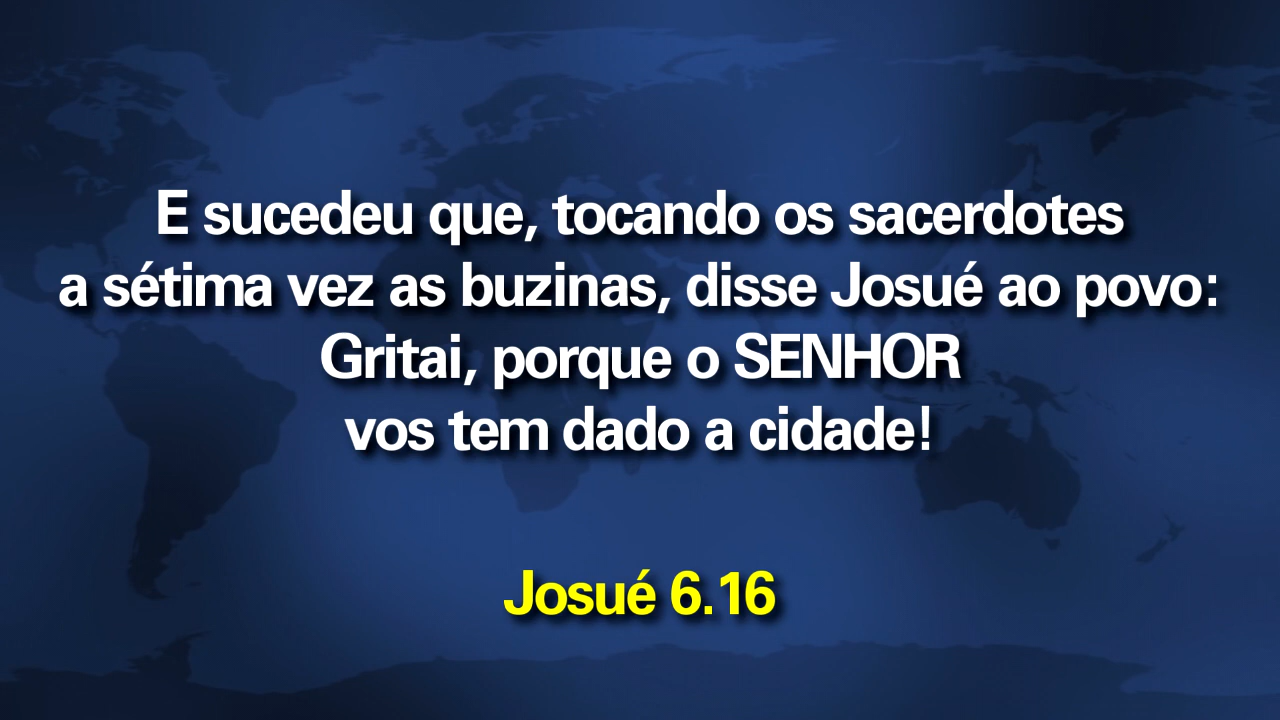 E sucedeu que, tocando os sacerdotes
a sétima vez as buzinas, disse Josué ao povo:
Gritai, porque o SENHOR
vos tem dado a cidade!
Josué 6.16